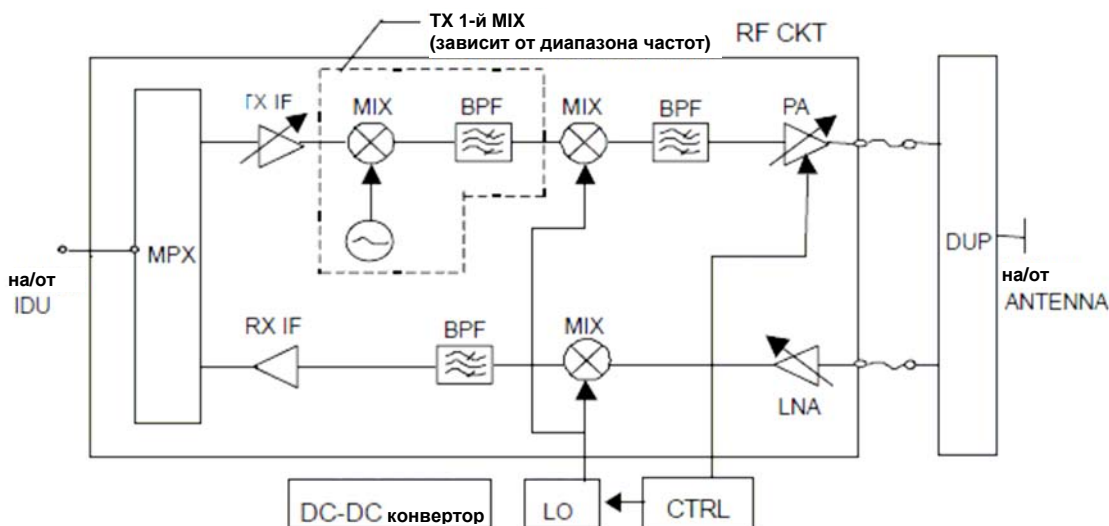 TX 1-й MIX
(зависит от диапазона частот)
RF CKT
TX IF
MIX
BPF
MIX
BPF
PA
MPX
DUP
на/от
IDU
на/от
ANTENNA
RX IF
BPF
MIX
LNA
DC-DC конвертор
LO
CTRL